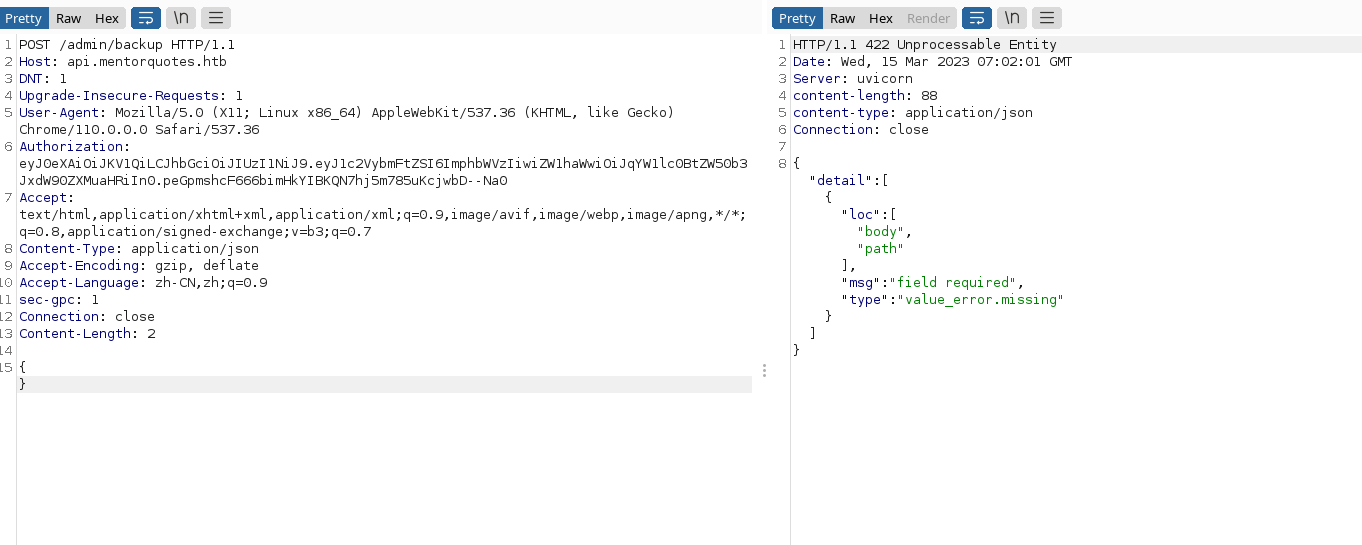 Pretty Raw Hex \n
1 POST /admin/backup HTTP/1.1
2 Host: api.mentorquotes.htb
3 DNT: 1
4 Upgrade-Insecure-Requests: 1
5 User-Agent: Mozilla/5.0 (X11; Linux x86_64) AppleWebKit/537.36 (KHTML, like Gecko)
Chrome/110.0.0.0 Safari/537.36
6 Authorization:
eyJ0eXAiOiJKV1QiLCJhbGciOiJIUzI1NiJ9.eyJ1c2VybmFtZSI6ImphbWVzIiwiZW1haWwiOiJqYW1lc0BtZW50b3
JxdW90ZXMuaHRiIn0.peGpmshcF666bimHkYIBKQN7hj5m785uKcjwbD--Na0
7 Accept:
text/html,application/xhtml+xml,application/xml;q=0.9,image/avif,image/webp,image/apng,*/*;
q=0.8,application/signed-exchange;v=b3;q=0.7
8 Content-Type: application/json
9 Accept-Encoding: gzip, deflate
10 Accept-Language: zh-CN,zh;q=0.9
11 sec-gpc: 1
12 Connection: close
13 Content-Length: 2
14
15 {
}
Pretty Raw Hex Render \n
1 HTTP/1.1 422 Unprocessable Entity
2 Date: Wed, 15 Mar 2023 07:02:01 GMT
3 Server: uvicorn
4 content-length: 88
5 content-type: application/json
6 Connection: close
7
8 {
"detail":[
{
"loc":[
"body",
"path"
],
"msg":"field required",
"type":"value_error.missing"
}
]
}